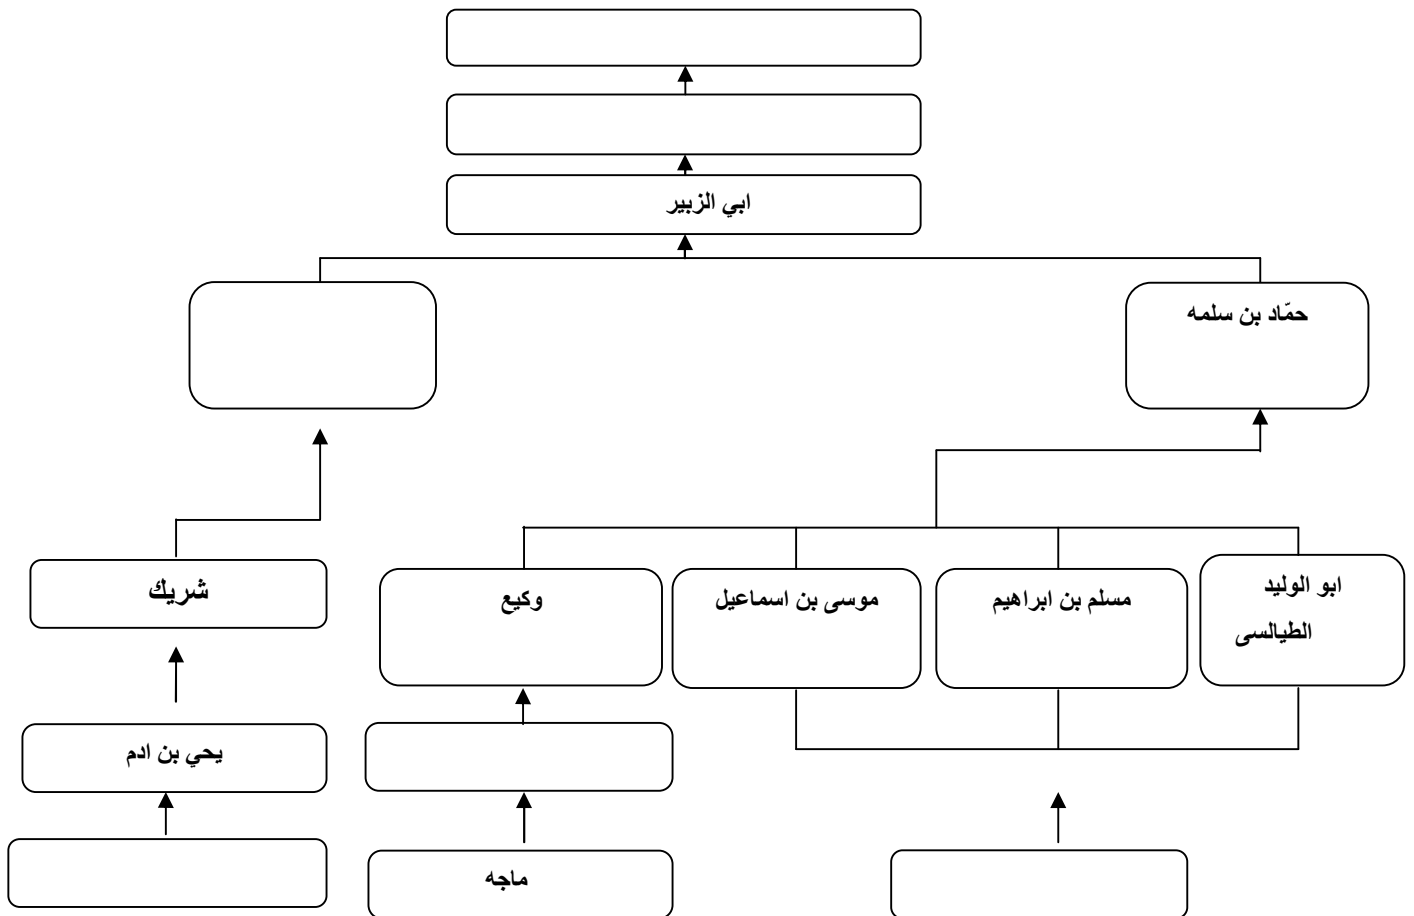 ابي الزبير
حمّاد بن سلمه
ابو الوليد
الطيالسى
مسلم بن ابراهيم
موسى بن اسماعيل
وكيع
شريك
يحي بن ادم
ماجه